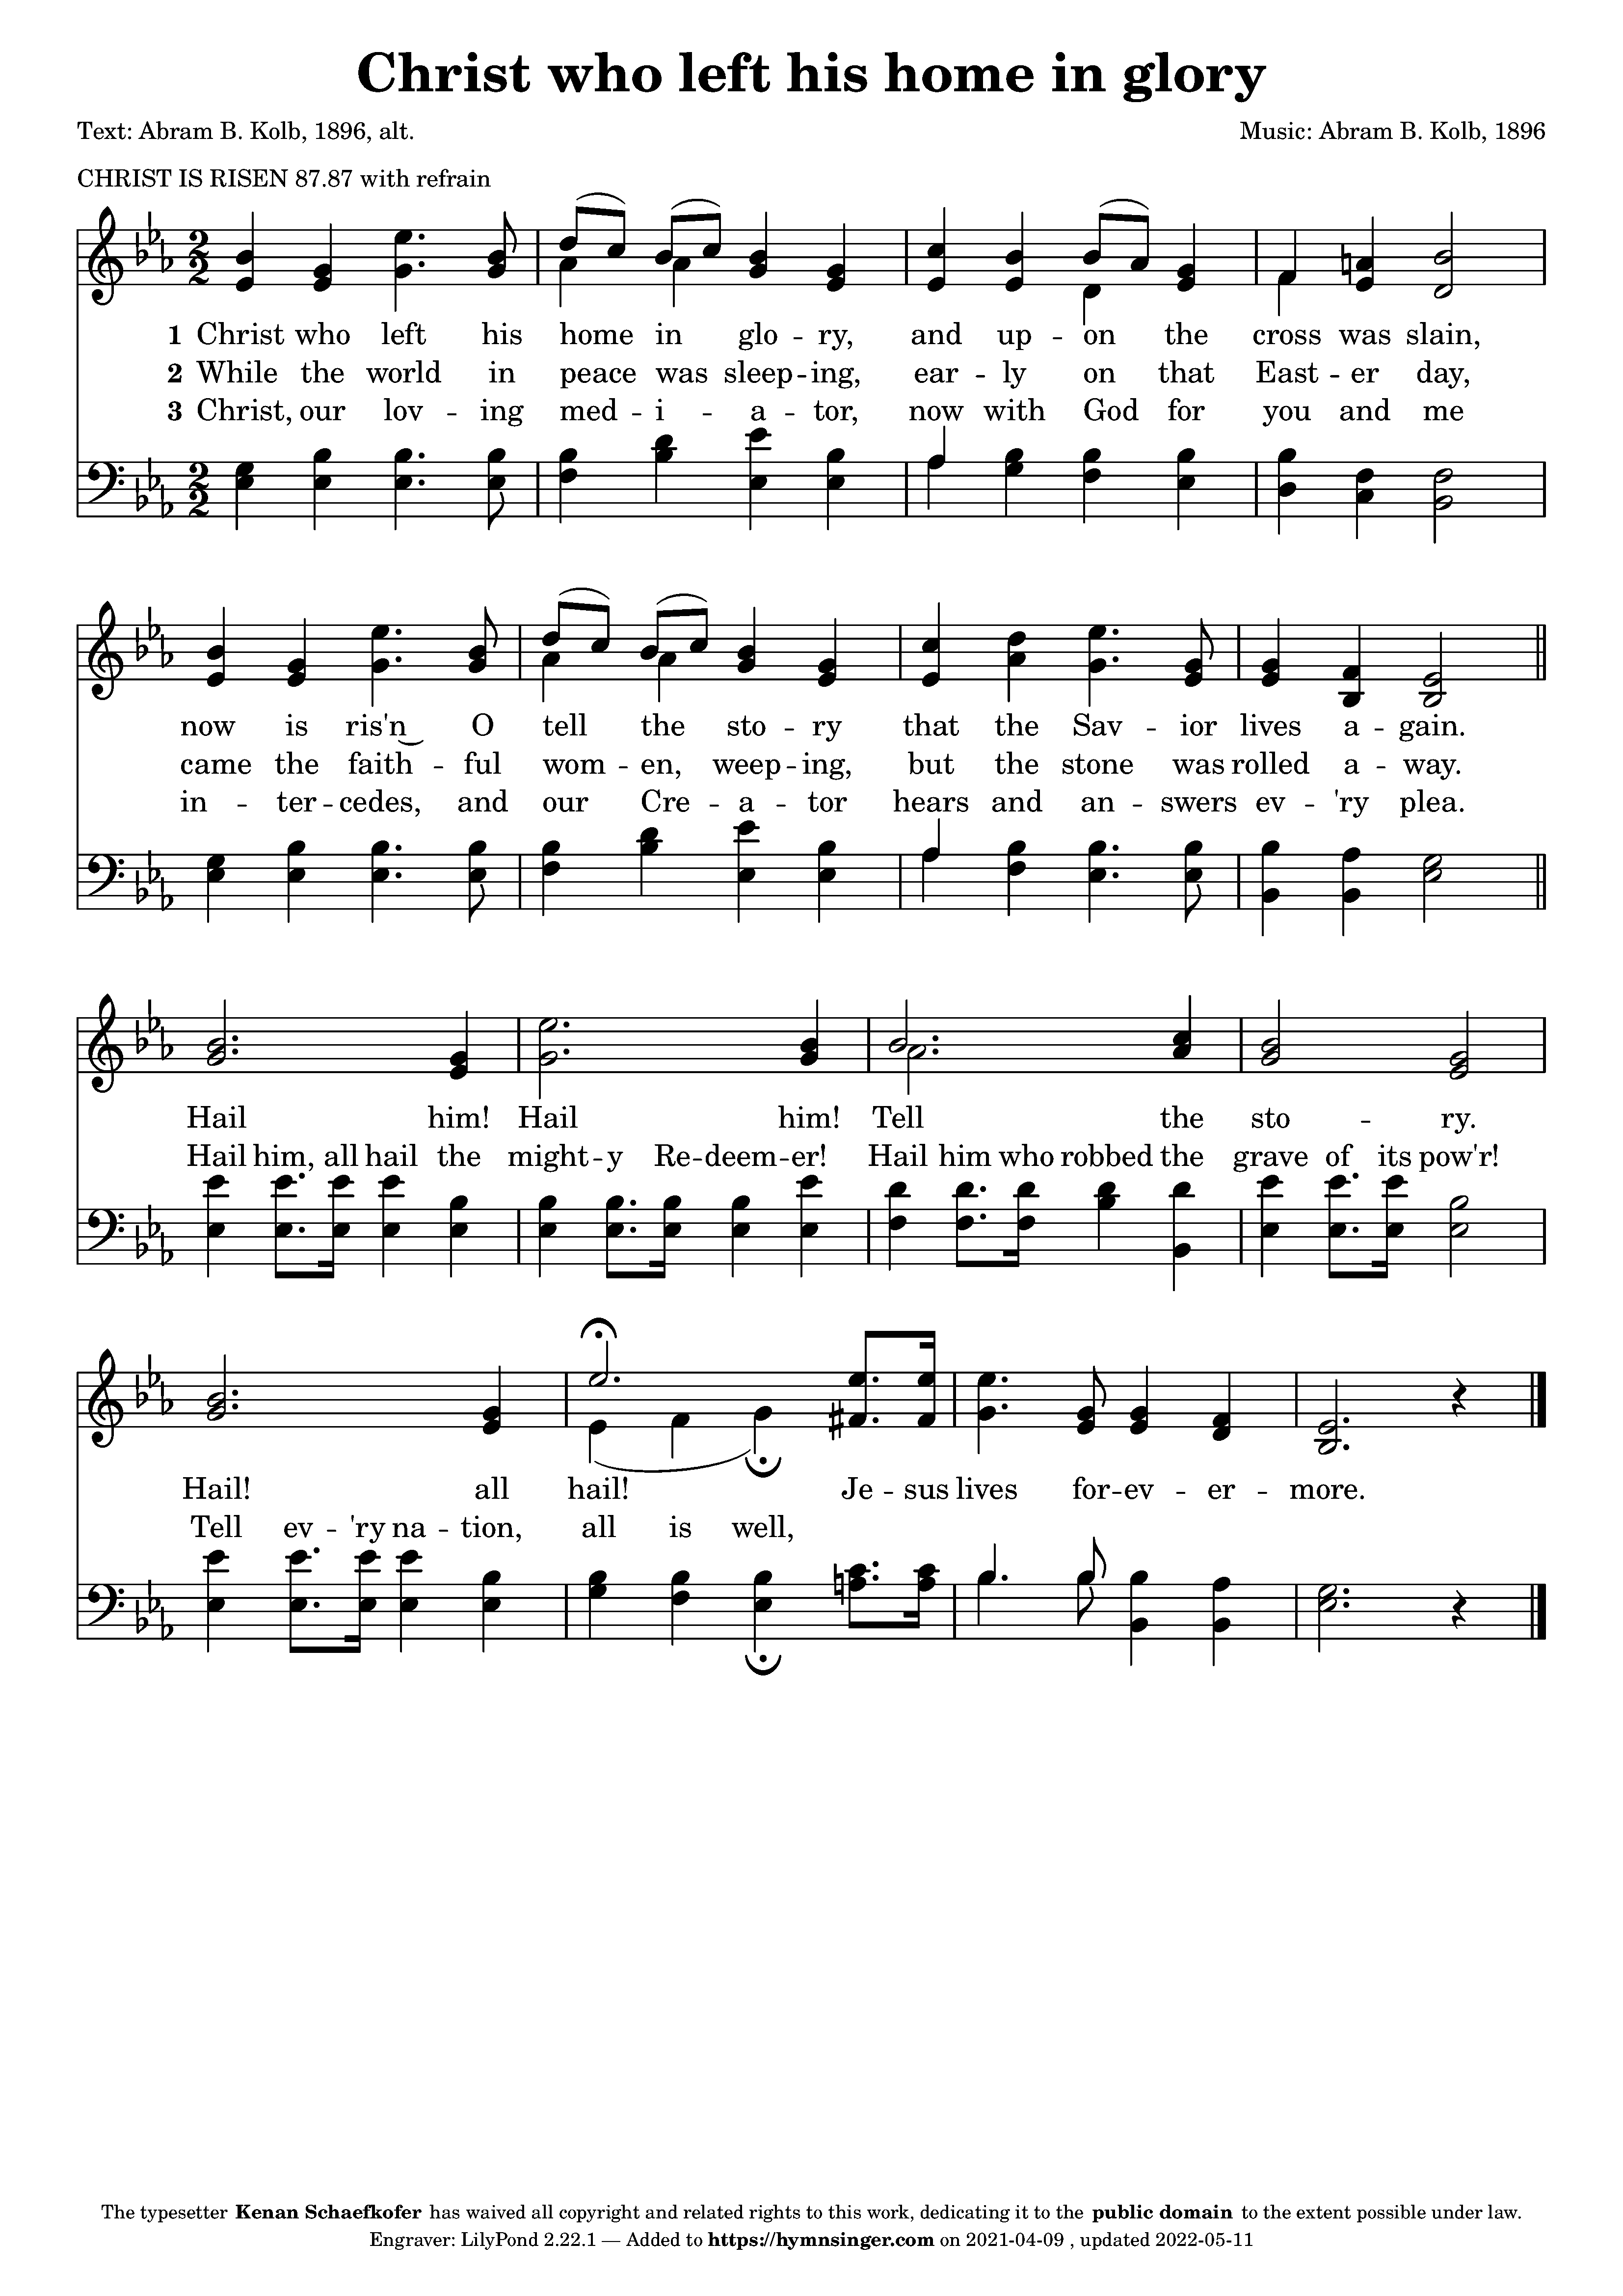 Christ who left his home in glory
Text: Abram B. Kolb, 1896, alt.
Music: Abram B. Kolb, 1896
CHRIST IS RISEN 87.87 with refrain
1 Christ who left his home in glo -- ry, and up -- on the cross was slain,
2 While the world in peace was sleep -- ing, ear -- ly on that East -- er day,
3 Christ, our lov -- ing med -- i -- a -- tor, now with God for you and me
now is ris'n‿ O tell the sto -- ry that the Sav -- ior lives a -- gain.
came the faith -- ful wom -- en, weep -- ing, but the stone was rolled a -- way.
in -- ter -- cedes, and our Cre -- a -- tor hears and an -- swers ev -- 'ry plea.
Hail him! Hail him! Tell the sto -- ry.
Hail him, all hail the might -- y Re -- deem -- er! Hail him who robbed the grave of its pow'r!
Hail! all hail! Je -- sus lives for -- ev -- er -- more.
Tell ev -- 'ry na -- tion, all is well,
The typesetter Kenan Schaefkofer has waived all copyright and related rights to this work, dedicating it to the public domain to the extent possible under law.
Engraver: LilyPond 2.22.1 — Added to https://hymnsinger.com on 2021-04-09 , updated 2022-05-11